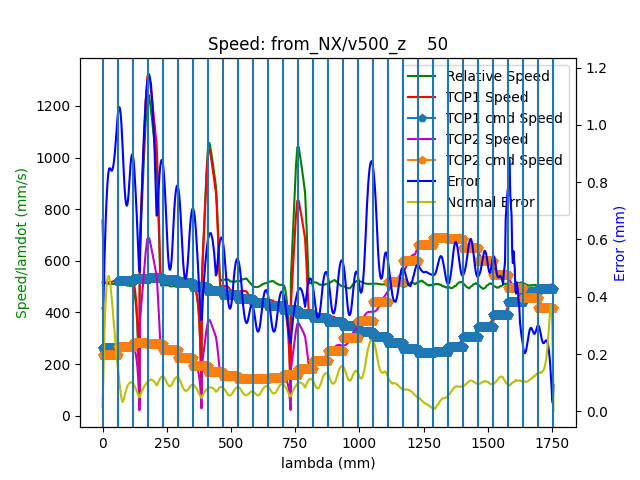 Speed: from_NX/v500_z    50
Relative Speed
TCP1 Speed
TCP1 cmd Speed
TCP2 Speed
TCP2 cmd Speed
Error
Normal Error
Speed/lamdot (mm/s)
1200
1000
800
600
400
200
0
1.2
1.0
0.8
0.6
0.4
0.2
0.0
Error (mm)
0
250
500
750
1000
1250
1500
1750
lambda (mm)